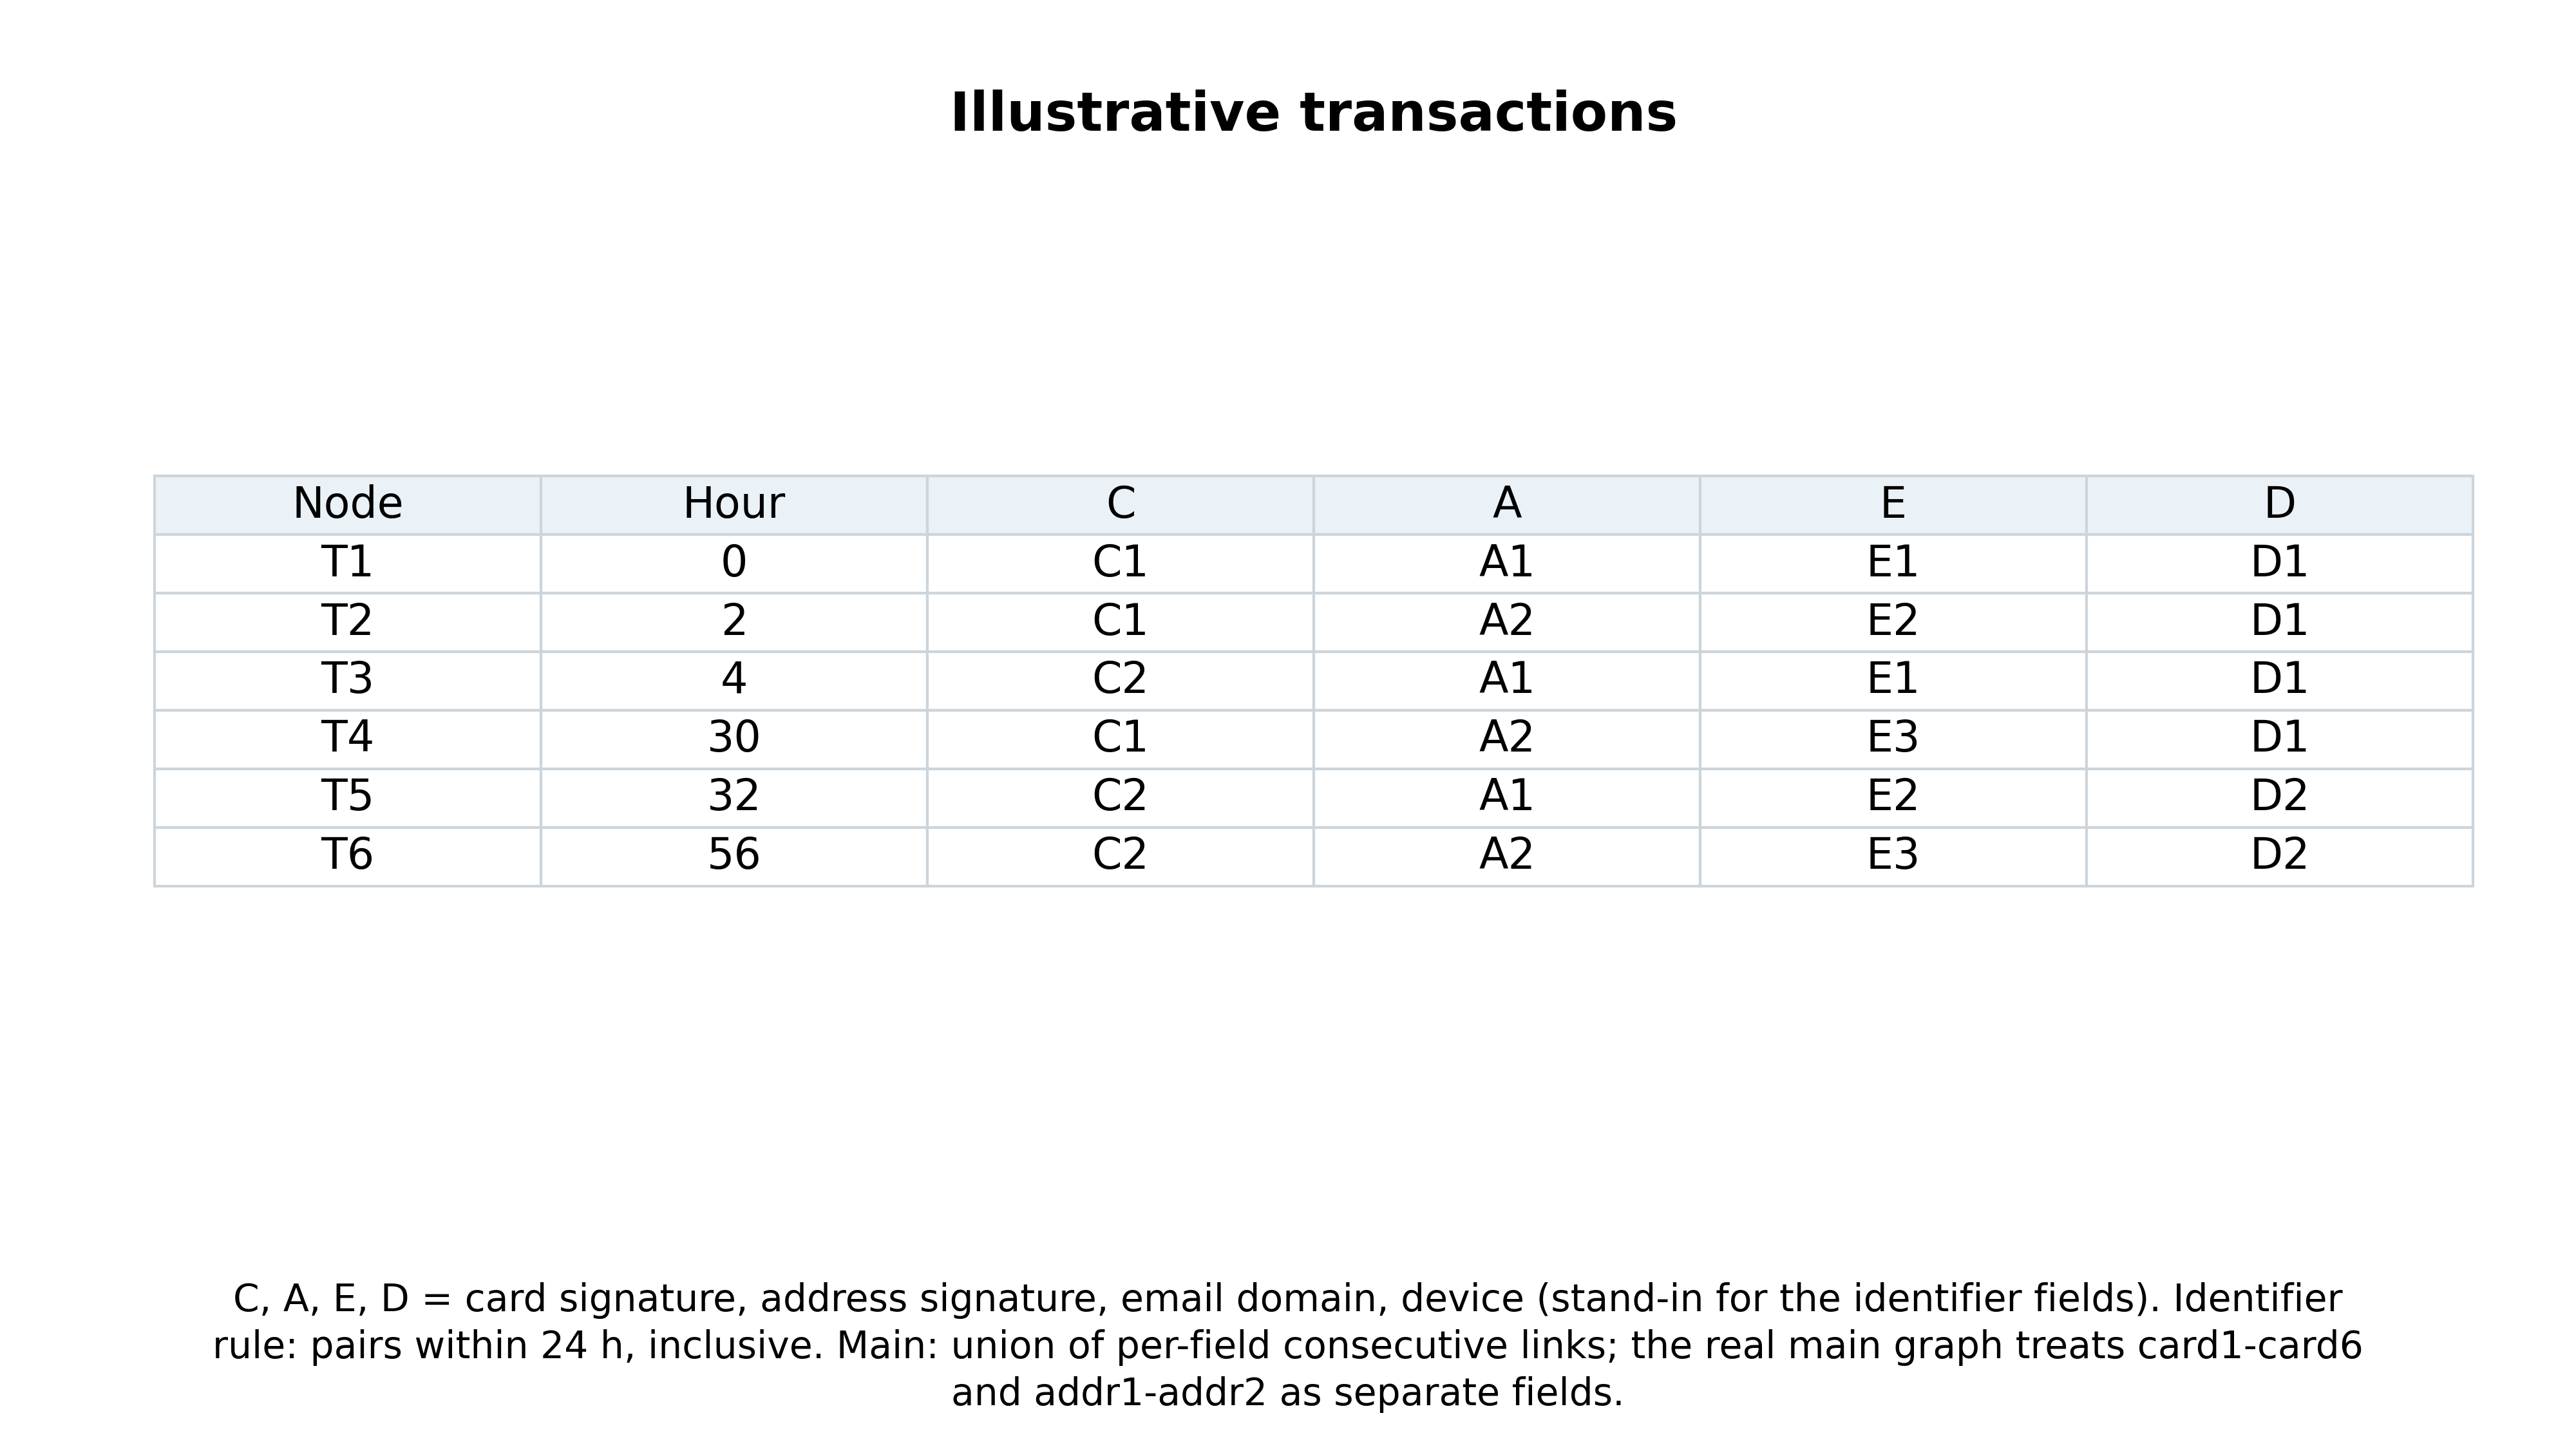 Illustrative transactions
Node Hour C A E D
T1 0 C1 A1 E1 D1
T2 2 C1 A2 E2 D1
T3 4 C2 A1 E1 D1
T4 30 C1 A2 E3 D1
T5 32 C2 A1 E2 D2
T6 56 C2 A2 E3 D2
C, A, E, D = card signature, address signature, email domain, device (stand-in for the identifier fields). Identifier
rule: pairs within 24 h, inclusive. Main: union of per-field consecutive links; the real main graph treats card1-card6
and addr1-addr2 as separate fields.